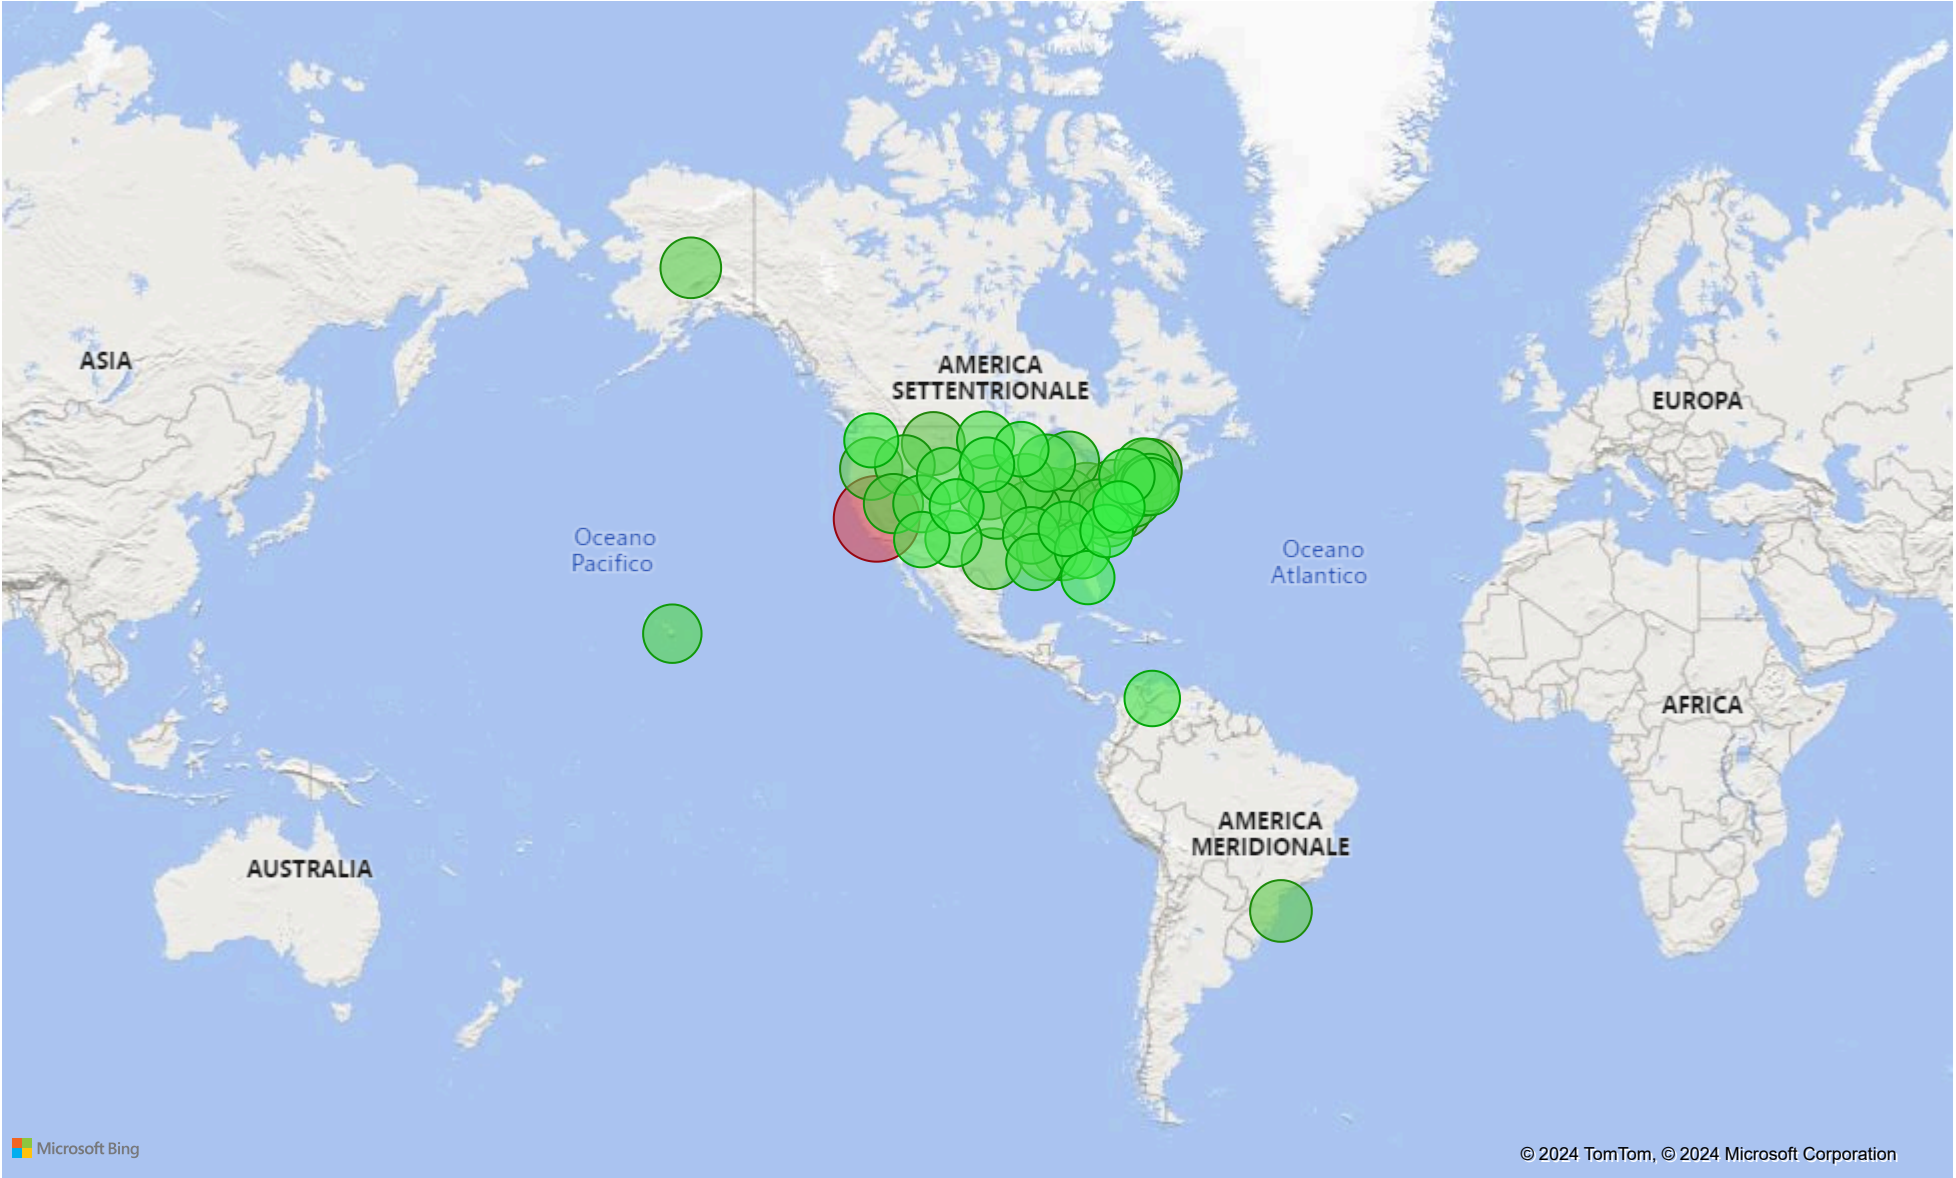 ASIA
AMERICA
SETTENTRIONALE
EUROPA
Oceano
Pacifico
Oceano
Atlantico
AFRICA
AMERICA
MERIDIONALE
AUSTRALIA
Microsoft Bing
© 2024 TomTom, © 2024 Microsoft Corporation